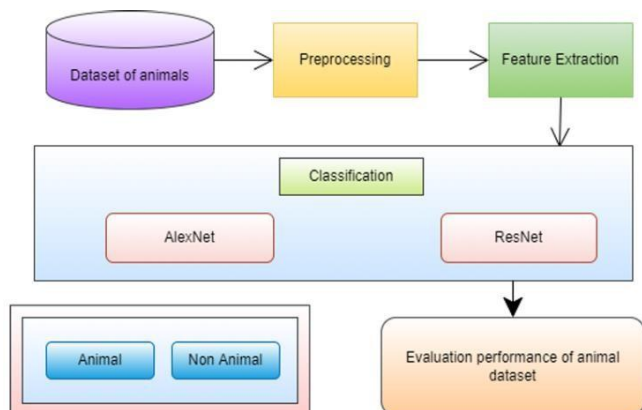 Dataset of animals
Preprocessing
Feature Extraction
Classification
AlexNet
ResNet
Animal
Non Animal
Evaluation performance of animal
dataset